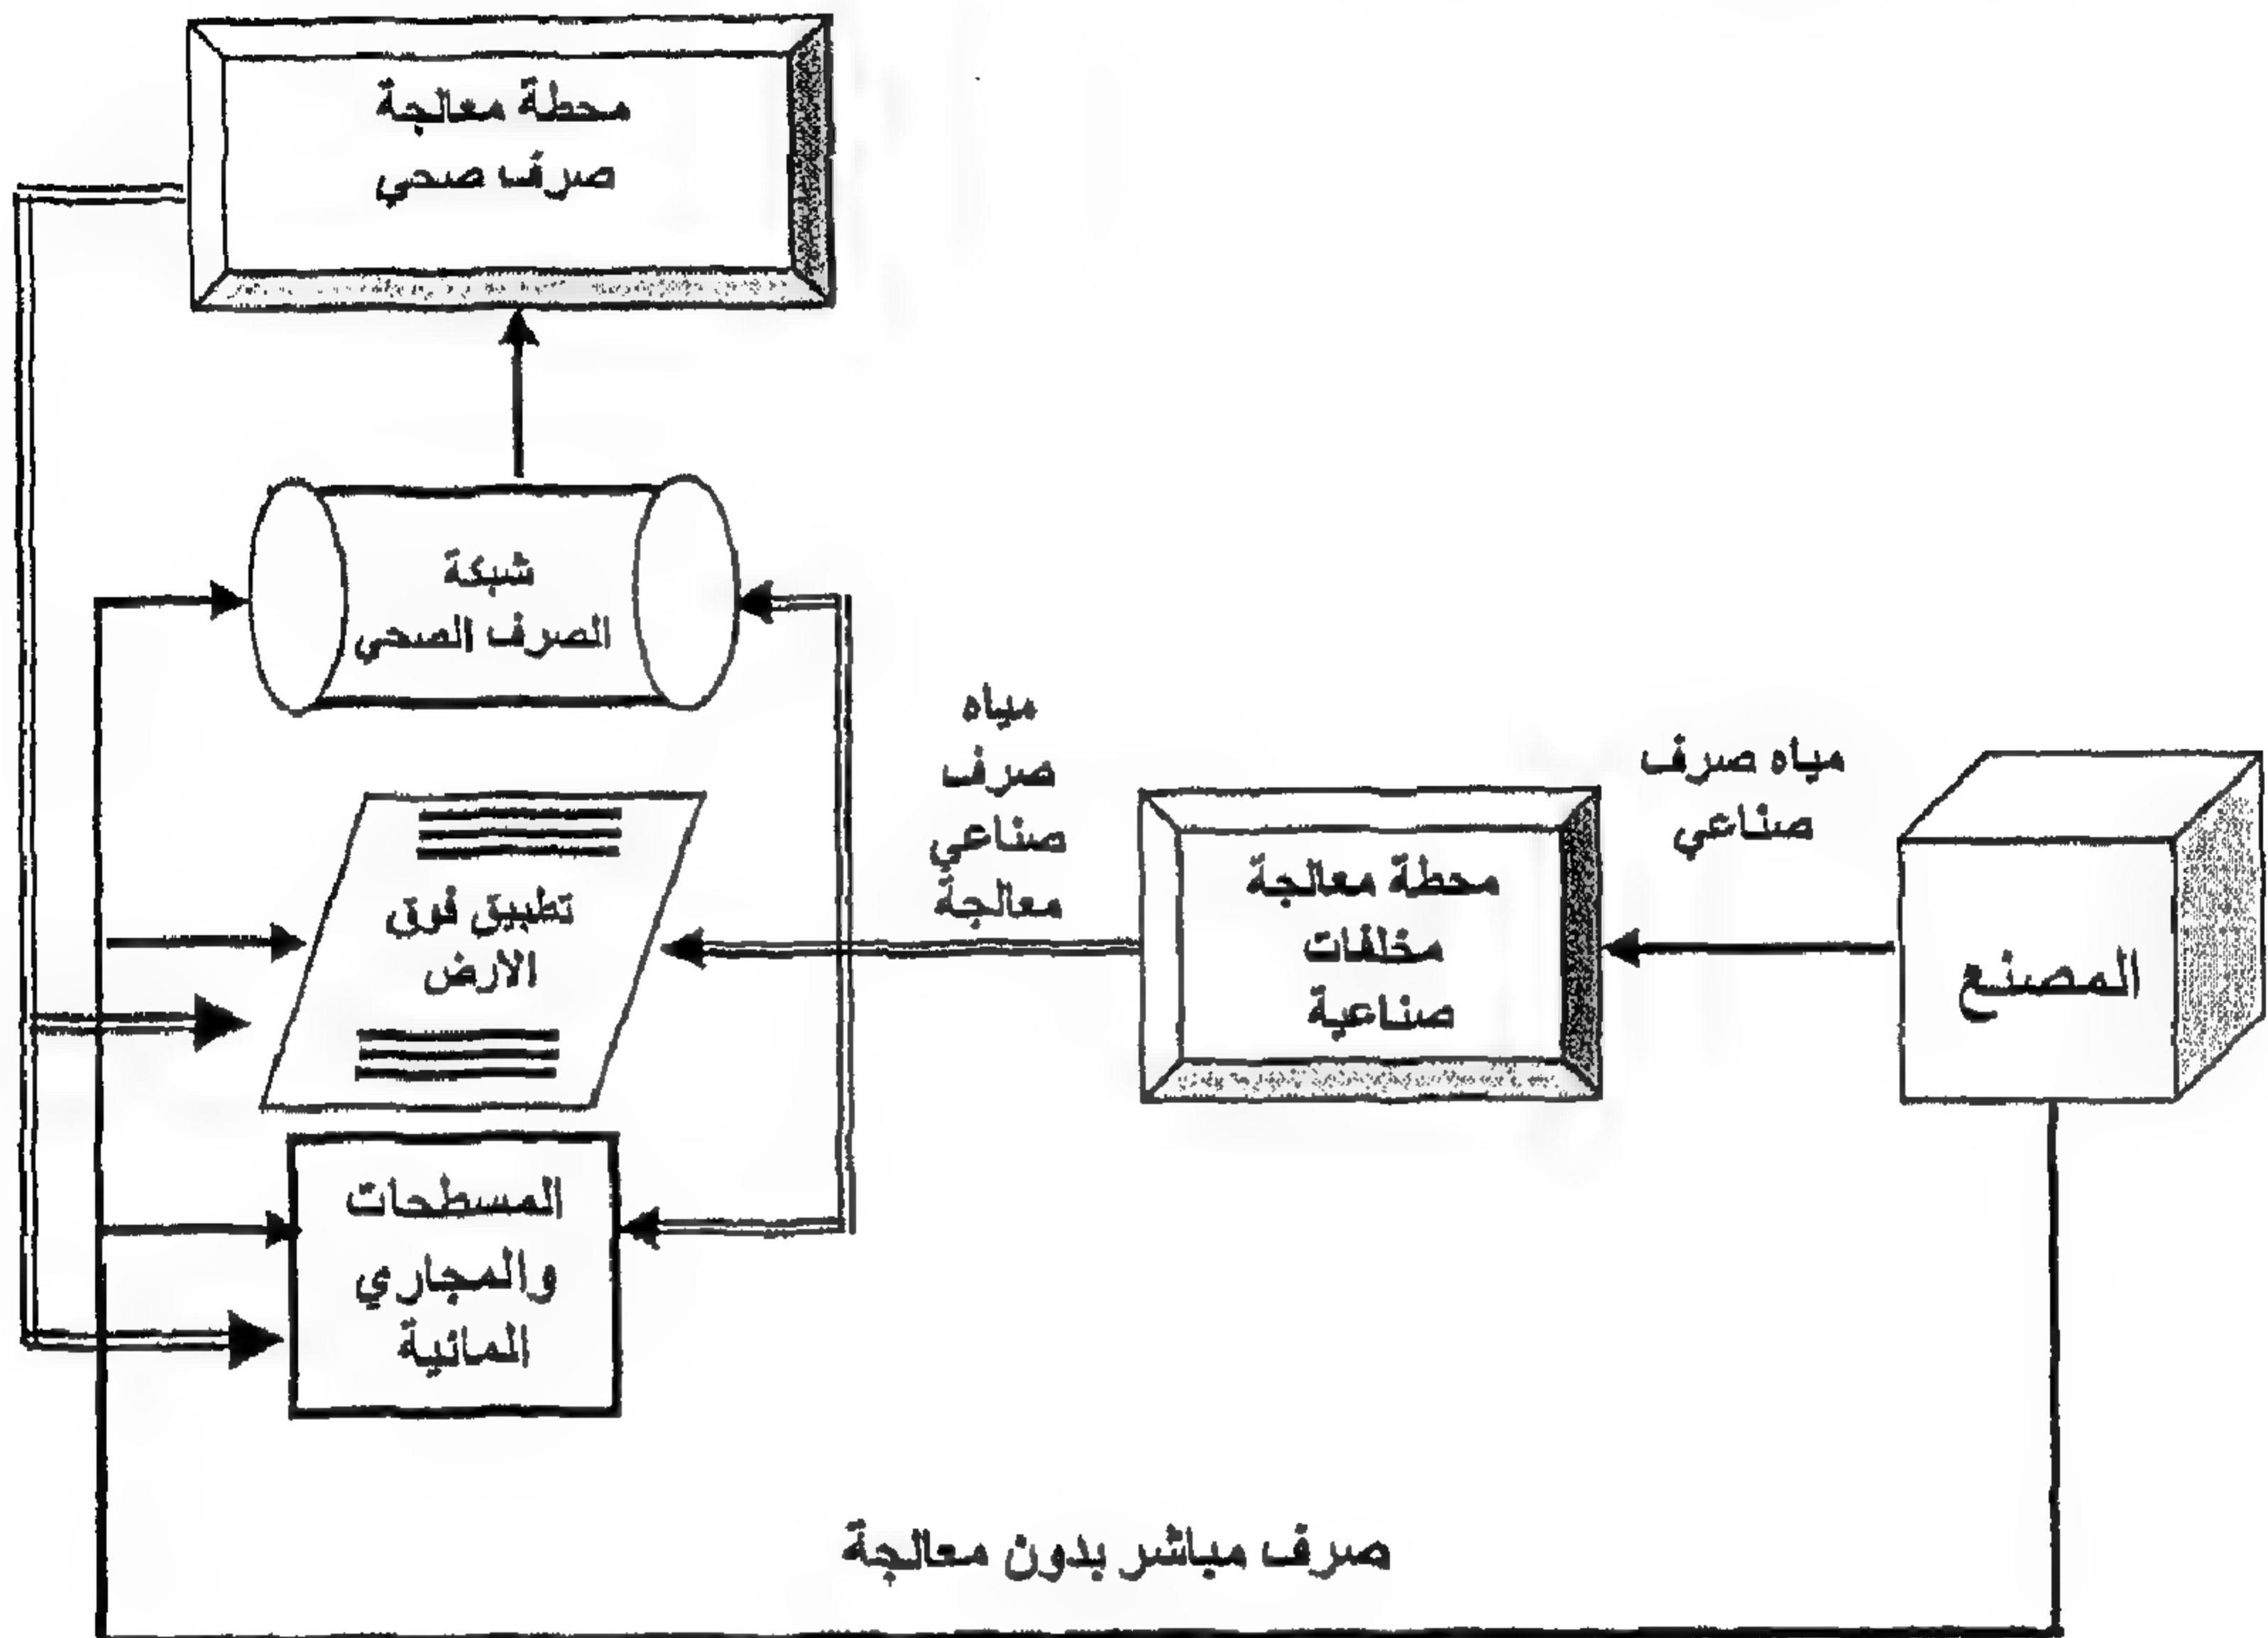 محطة معالجة
صرف صحي
شبكة
الصرف الصحي
مياه
صرف
صناعي
معالجة
مياه صرف
صناعي
تطبيق فوق
الأرض
محطة معالجة
مخلفات
صناعية
المصنع
المسطحات
والمجاري
المائية
صرف مباشر بدون معالجة